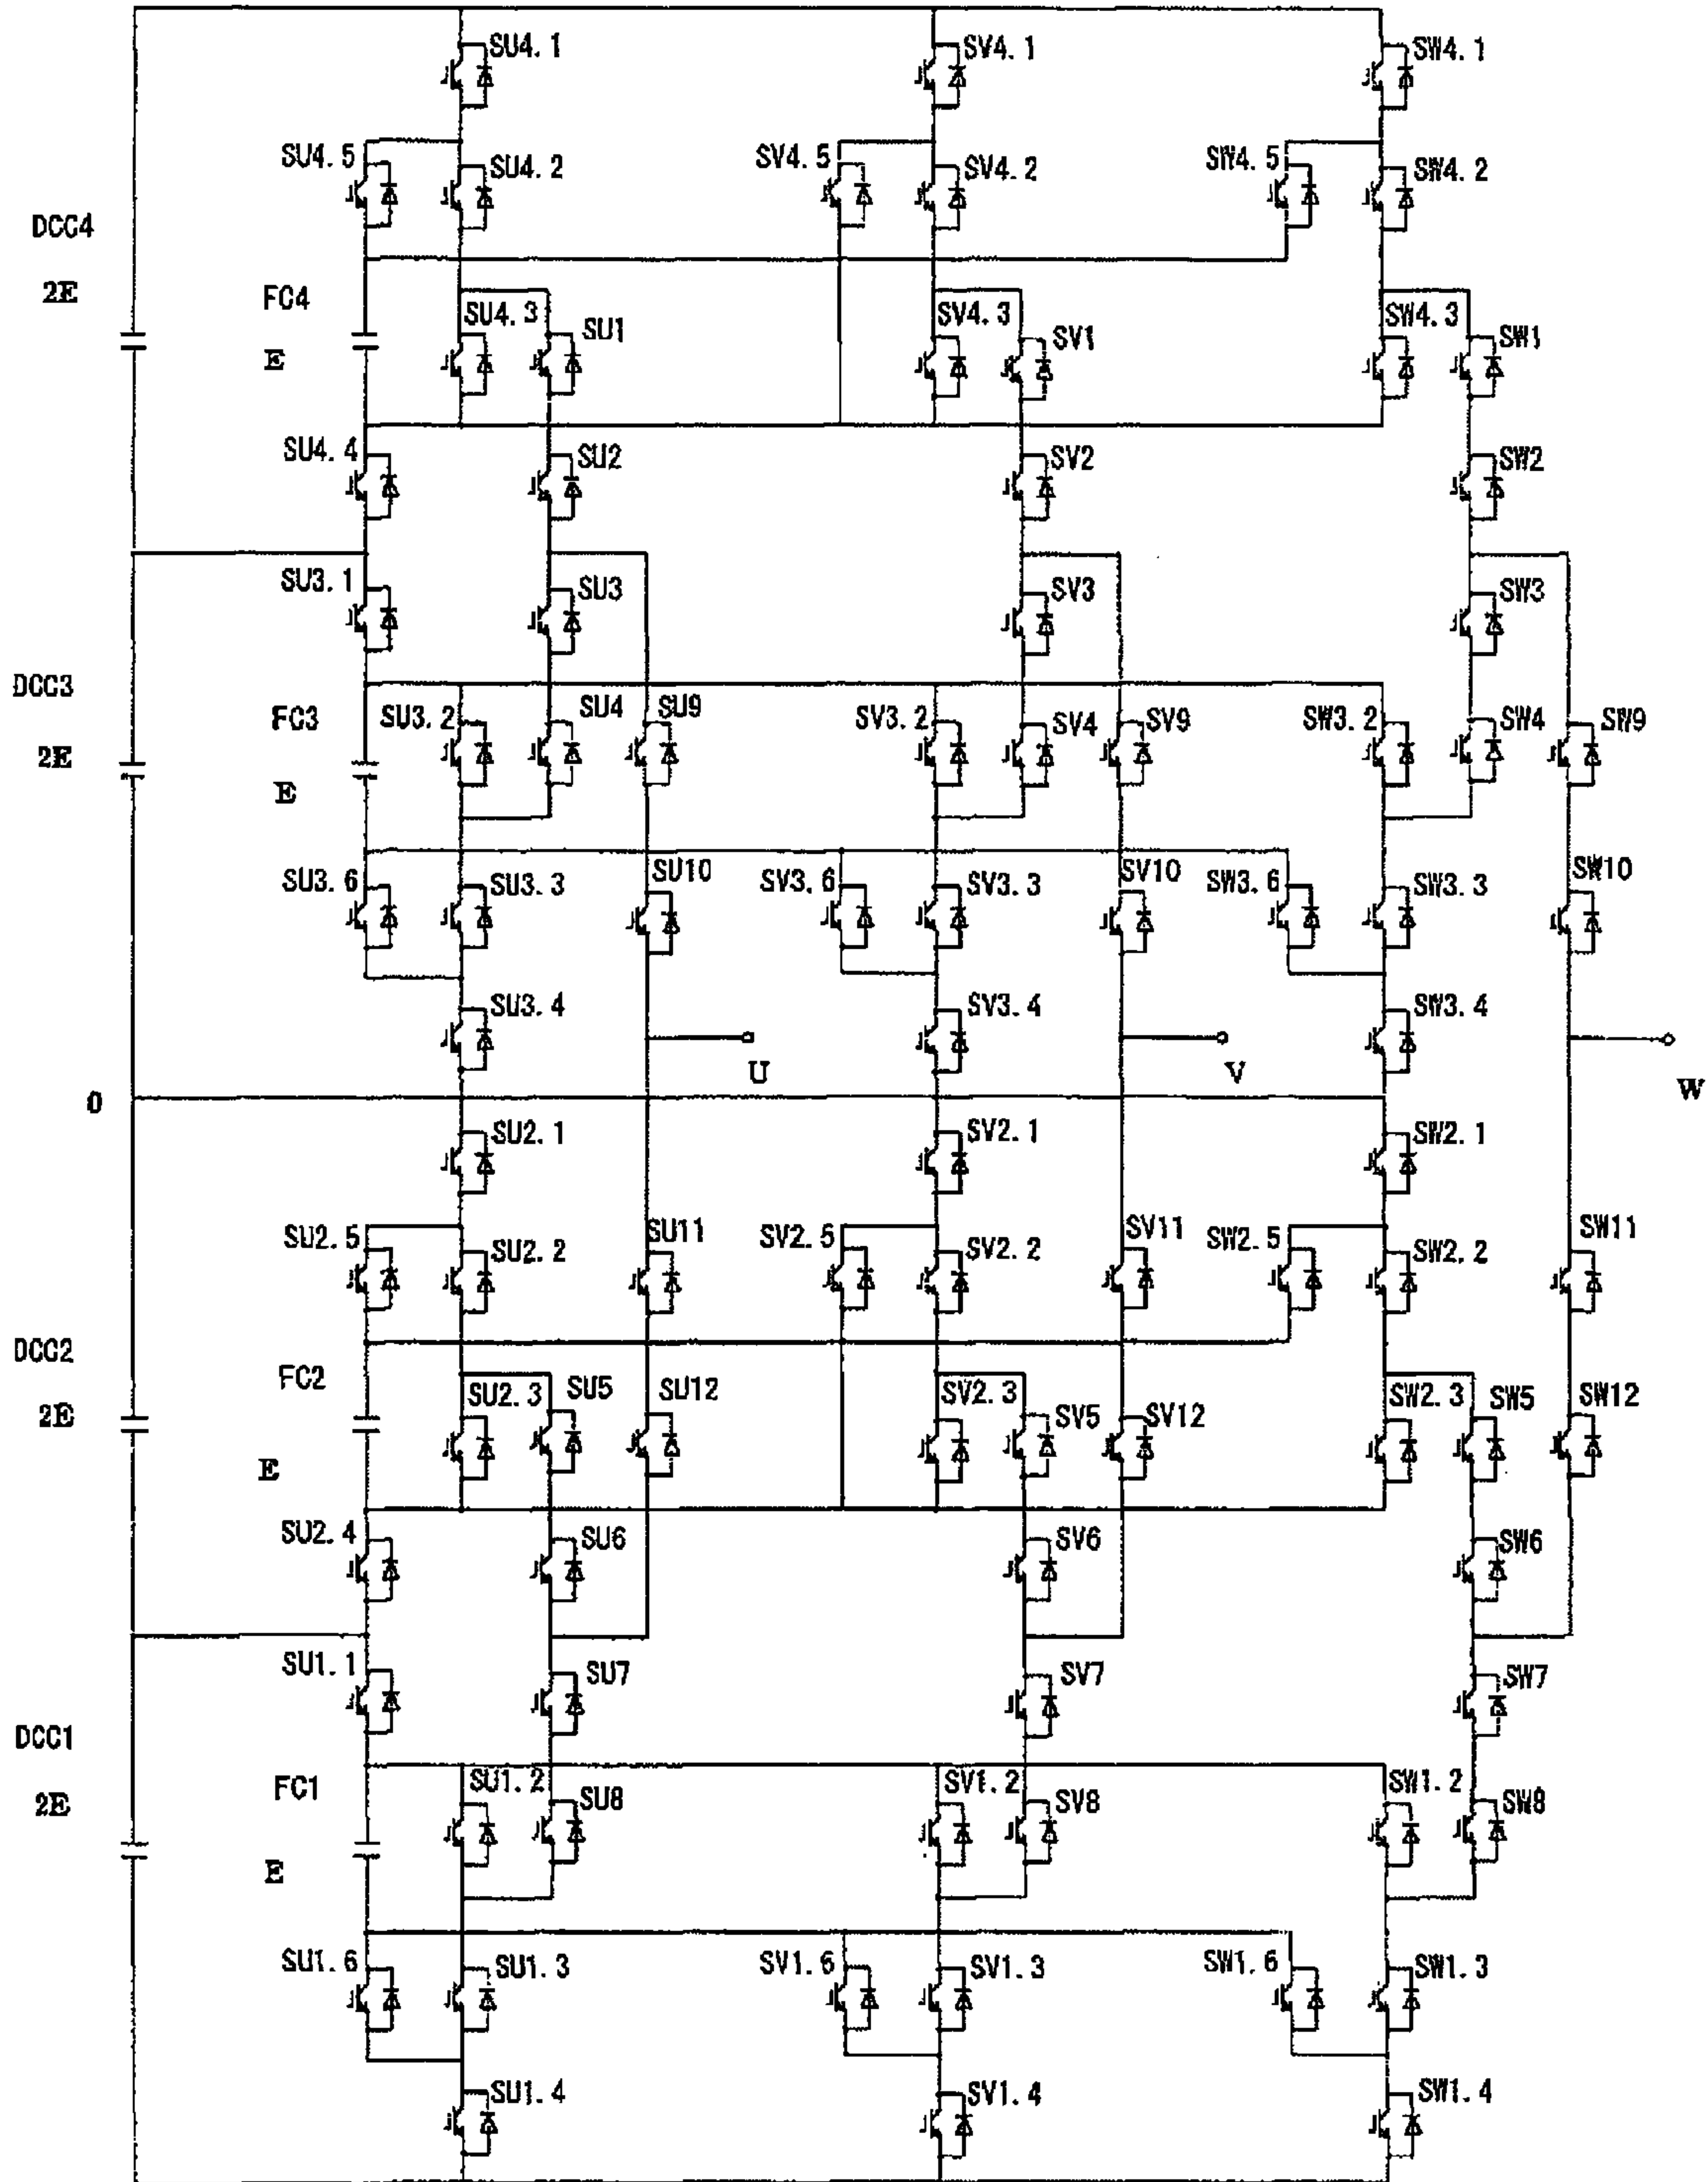 SU4.1 SV4.1 SW4.1
SU4.5 SU4.2 SV4.5 SV4.2 SW4.5 SW4.2
DCC4
2E
FC4 SU4.3 SU1 SV4.3 SV1 SW4.3 SW1
E
SU4.4 SU2 SV2 SW2
SU3.1 SU3 SV3 SW3
DCC3
2E
FC3 SU3.2 SU4 SU9 SV3.2 SV4 SV9 SW3.2 SW4 SW9
E
SU3.6 SU3.3 SU10 SV3.6 SV3.3 SV10 SW3.6 SW3.3 SW10
SU3.4 SV3.4 SW3.4
U V W
0
SU2.1 SV2.1 SW2.1
SU2.5 SU2.2 SU11 SV2.5 SV2.2 SV11 SW2.5 SW2.2 SW11
DCC2
2E
FC2 SU2.3 SU5 SU12 SV2.3 SV5 SV12 SW2.3 SW5 SW12
E
SU2.4 SU6 SV6 SW6
SU1.1 SU7 SV7 SW7
DCC1
2E
FC1 SU1.2 SU8 SV1.2 SV8 SW1.2 SW8
E
SU1.6 SU1.3 SV1.6 SV1.3 SW1.6 SW1.3
SU1.4 SV1.4 SW1.4